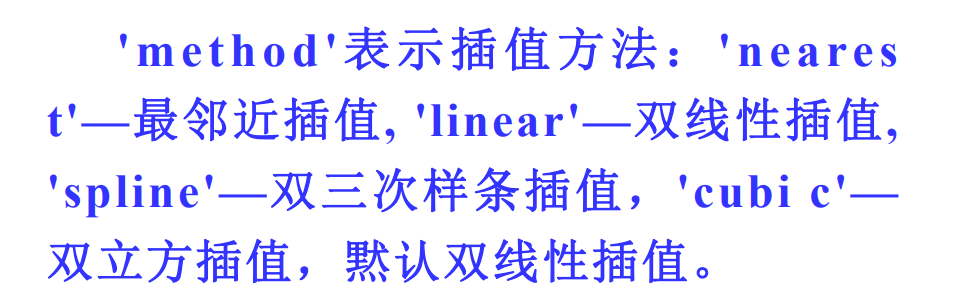 'method'表示插值方法：'neares
t'—最邻近插值, 'linear'—双线性插值,
'spline'—双三次样条插值，'cubi c'—
双立方插值，默认双线性插值。